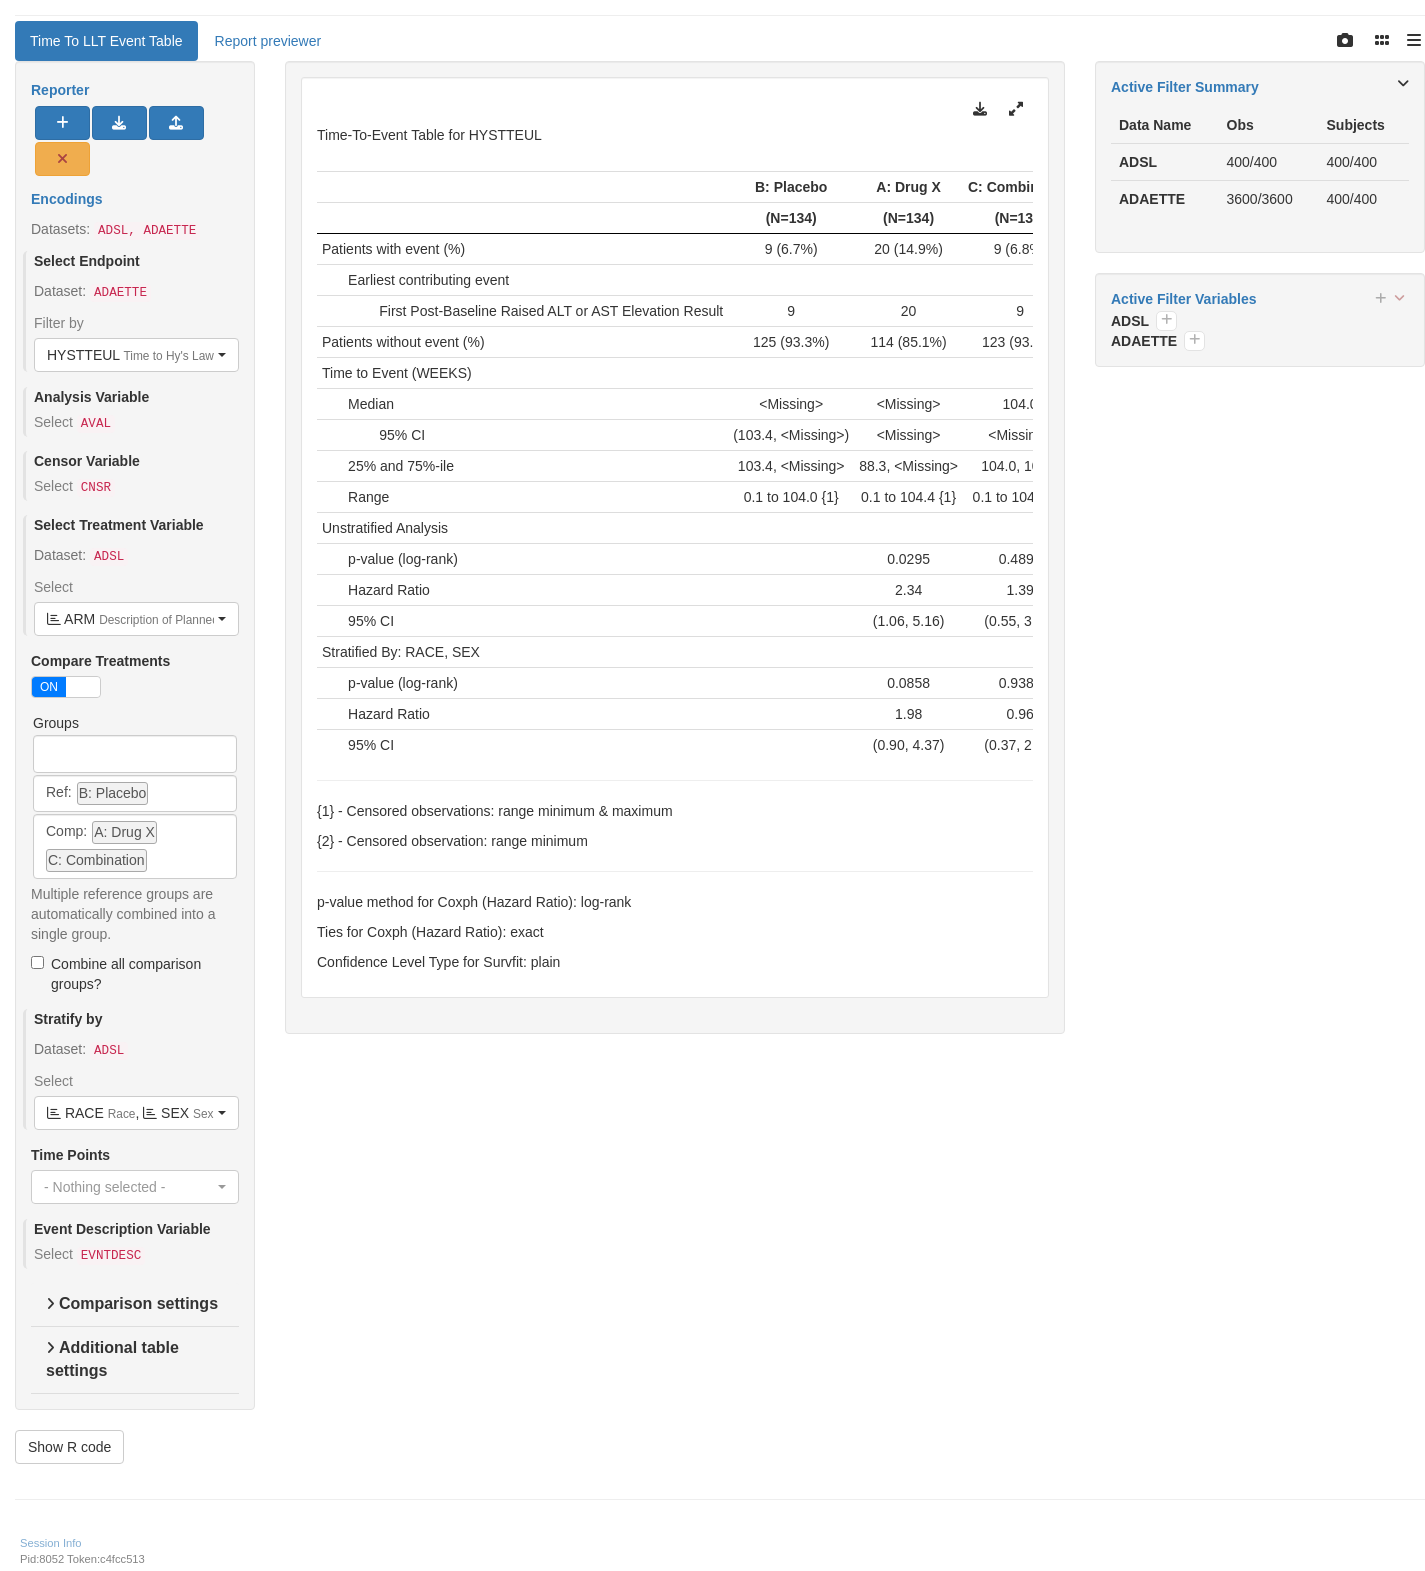 Time To LLT Event Table
Report previewer
Reporter
Encodings
Datasets: ADSL, ADAETTE
Select Endpoint
Dataset: ADAETTE
Filter by
HYSTTEUL Time to Hy's Law
Analysis Variable
Select AVAL
Censor Variable
Select CNSR
Select Treatment Variable
Dataset: ADSL
Select
ARM Description of Planned
Compare Treatments
ON
Groups
Ref: B: Placebo
Comp: A: Drug X
C: Combination
Multiple reference groups are
automatically combined into a
single group.
Combine all comparison
groups?
Stratify by
Dataset: ADSL
Select
RACE Race, SEX Sex
Time Points
- Nothing selected -
Event Description Variable
Select EVNTDESC
Comparison settings
Additional table
settings
Show R code
Time-To-Event Table for HYSTTEUL
B: Placebo A: Drug X C: Combin
(N=134) (N=134) (N=13
Patients with event (%) 9 (6.7%) 20 (14.9%) 9 (6.8%
Earliest contributing event
First Post-Baseline Raised ALT or AST Elevation Result 9 20 9
Patients without event (%) 125 (93.3%) 114 (85.1%) 123 (93.
Time to Event (WEEKS)
Median <Missing> <Missing> 104.0
95% CI (103.4, <Missing>) <Missing> <Missin
25% and 75%-ile 103.4, <Missing> 88.3, <Missing> 104.0, 10
Range 0.1 to 104.0 {1} 0.1 to 104.4 {1} 0.1 to 104
Unstratified Analysis
p-value (log-rank) 0.0295 0.489
Hazard Ratio 2.34 1.39
95% CI (1.06, 5.16) (0.55, 3
Stratified By: RACE, SEX
p-value (log-rank) 0.0858 0.938
Hazard Ratio 1.98 0.96
95% CI (0.90, 4.37) (0.37, 2
{1} - Censored observations: range minimum & maximum
{2} - Censored observation: range minimum
p-value method for Coxph (Hazard Ratio): log-rank
Ties for Coxph (Hazard Ratio): exact
Confidence Level Type for Survfit: plain
Active Filter Summary
Data Name Obs Subjects
ADSL 400/400 400/400
ADAETTE 3600/3600 400/400
Active Filter Variables
ADSL
ADAETTE
Session Info
Pid:8052 Token:c4fcc513